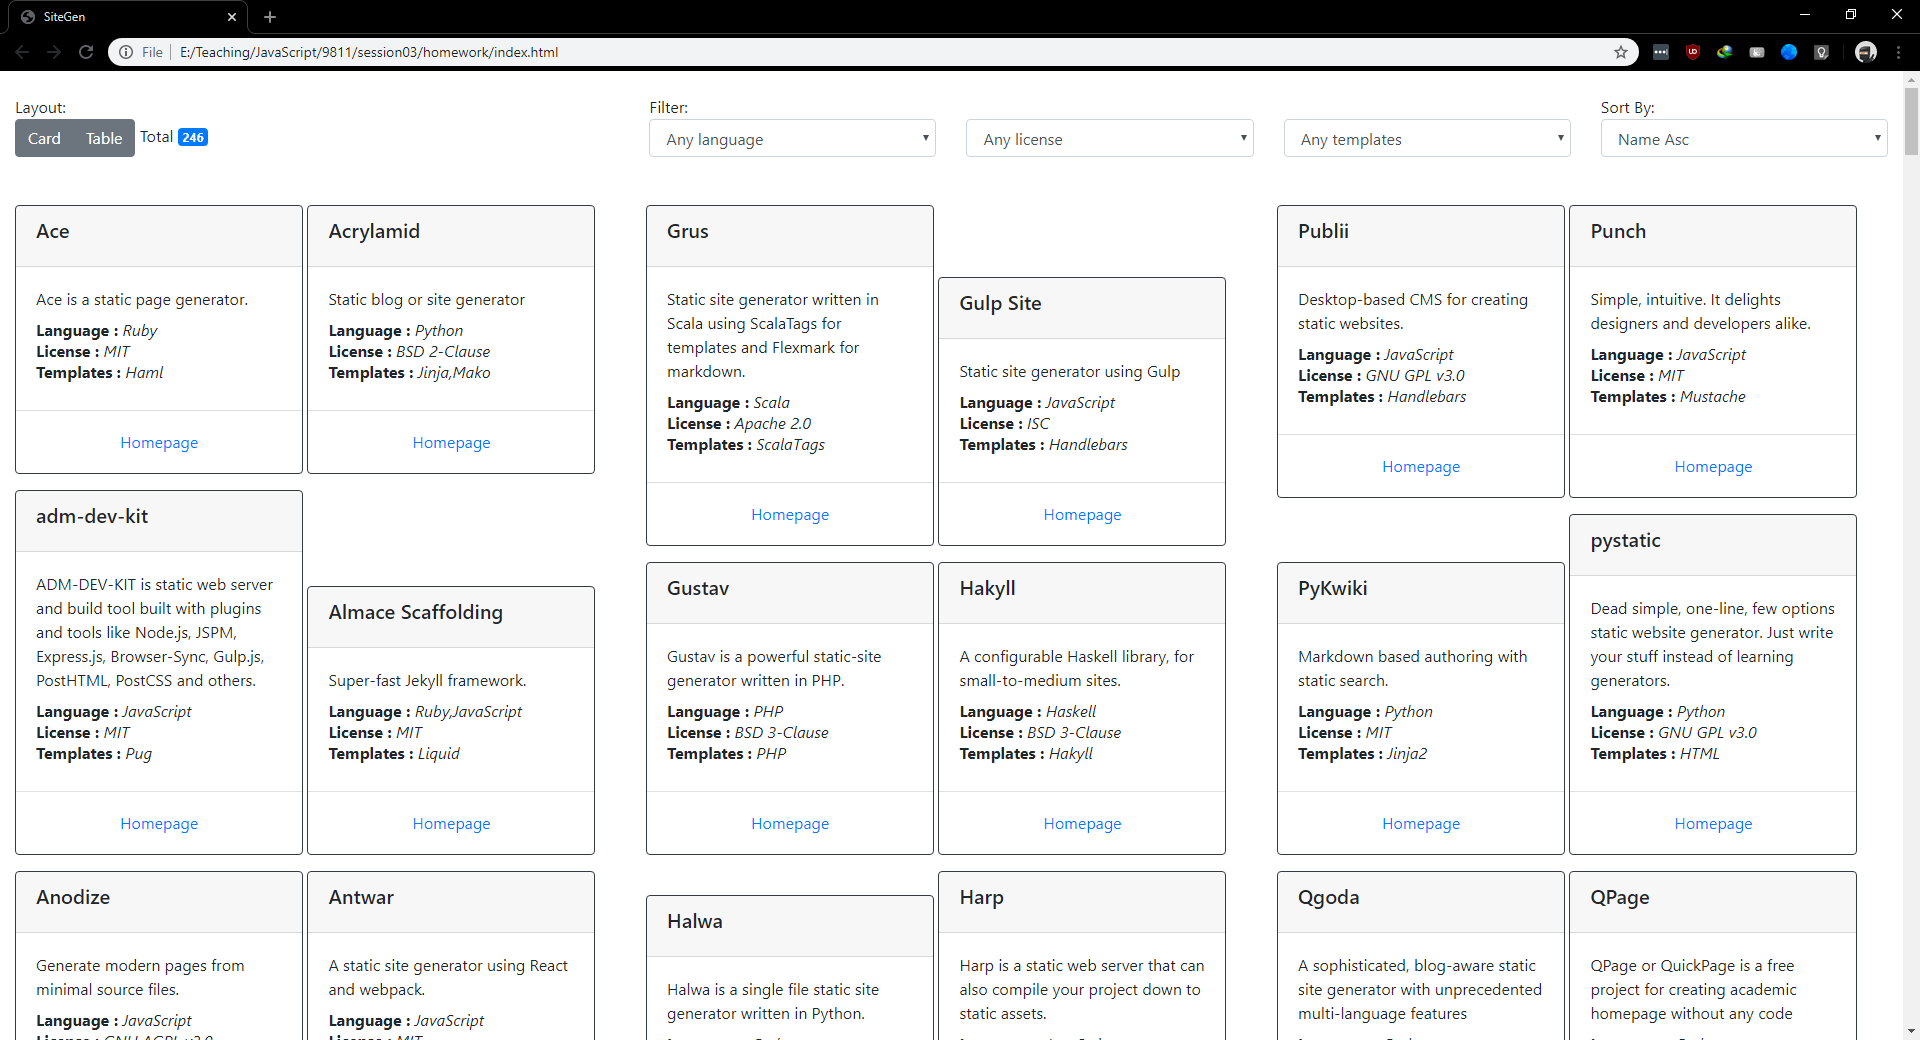 SiteGen
File
E:/Teaching/JavaScript/9811/session03/homework/index.html
Layout:
Card Table Total 246
Filter:
Any language
Any license
Any templates
Sort By:
Name Asc
Ace
Ace is a static page generator.
Language : Ruby
License : MIT
Templates : Haml
Homepage
Acrylamid
Static blog or site generator
Language : Python
License : BSD 2-Clause
Templates : Jinja,Mako
Homepage
adm-dev-kit
ADM-DEV-KIT is static web server
and build tool built with plugins
and tools like Node.js, JSPM,
Express.js, Browser-Sync, Gulp.js,
PostHTML, PostCSS and others.
Language : JavaScript
License : MIT
Templates : Pug
Homepage
Almace Scaffolding
Super-fast Jekyll framework.
Language : Ruby,JavaScript
License : MIT
Templates : Liquid
Homepage
Anodize
Generate modern pages from
minimal source files.
Language : JavaScript
License : GNU AGPL v3.0
Antwar
A static site generator using React
and webpack.
Language : JavaScript
License : MIT
Grus
Static site generator written in
Scala using ScalaTags for
templates and Flexmark for
markdown.
Language : Scala
License : Apache 2.0
Templates : ScalaTags
Homepage
Gulp Site
Static site generator using Gulp
Language : JavaScript
License : ISC
Templates : Handlebars
Homepage
Gustav
Gustav is a powerful static-site
generator written in PHP.
Language : PHP
License : BSD 3-Clause
Templates : PHP
Homepage
Hakyll
A configurable Haskell library, for
small-to-medium sites.
Language : Haskell
License : BSD 3-Clause
Templates : Hakyll
Homepage
Halwa
Halwa is a single file static site
generator written in Python.
Harp
Harp is a static web server that can
also compile your project down to
static assets.
Publii
Desktop-based CMS for creating
static websites.
Language : JavaScript
License : GNU GPL v3.0
Templates : Handlebars
Homepage
Punch
Simple, intuitive. It delights
designers and developers alike.
Language : JavaScript
License : MIT
Templates : Mustache
Homepage
PyKwiki
Markdown based authoring with
static search.
Language : Python
License : MIT
Templates : Jinja2
Homepage
pystatic
Dead simple, one-line, few options
static website generator. Just write
your stuff instead of learning
generators.
Language : Python
License : GNU GPL v3.0
Templates : HTML
Homepage
Qgoda
A sophisticated, blog-aware static
site generator with unprecedented
multi-language features
QPage
QPage or QuickPage is a free
project for creating academic
homepage without any code